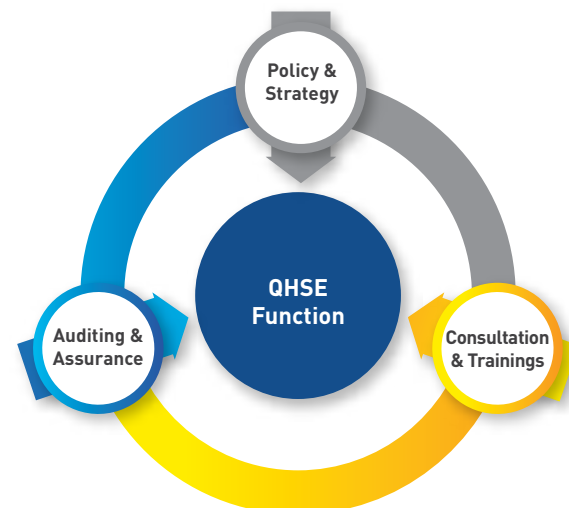 Policy &
Strategy
QHSE
Function
Auditing &
Assurance
Consultation
& Trainings